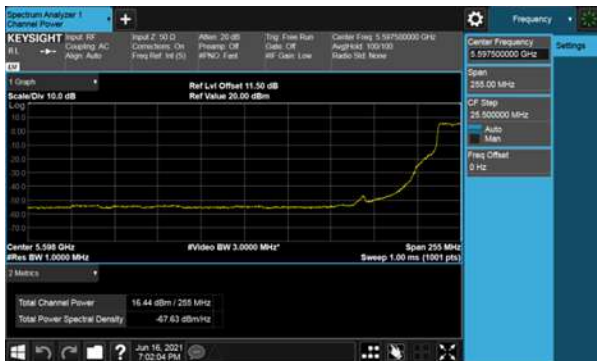 Spectrum Analyzer 1
Channel Power
Frequency
KEYSIGHT
Input: RF
Input Z: 50 Ω
Atten: 20 dB
Trig: Free Run
Center Freq: 5.597500000 GHz
RL
Coupling: AC
Corrections: On
Preamp: Off
Gate: Off
Avg|Hold: 100/100
Align: Auto
Freq Ref: Int (S)
#PNO: Fast
#IF Gain: Low
Radio Std: None
Center Frequency
5.597500000 GHz
Settings
Span
255.00 MHz
CF Step
25.500000 MHz
Auto
Man
Freq Offset
0 Hz
1 Graph
Ref Lvl Offset 11.50 dB
Scale/Div 10.0 dB
Ref Value 20.00 dBm
Log
10.0
0.00
-10.0
-20.0
-30.0
-40.0
-50.0
-60.0
-70.0
Center 5.598 GHz
#Video BW 3.0000 MHz*
Span 255 MHz
#Res BW 1.0000 MHz
Sweep 1.00 ms (1001 pts)
2 Metrics
Total Channel Power
16.44 dBm / 255 MHz
Total Power Spectral Density
-67.63 dBm/Hz
Jun 16, 2021
7:02:04 PM